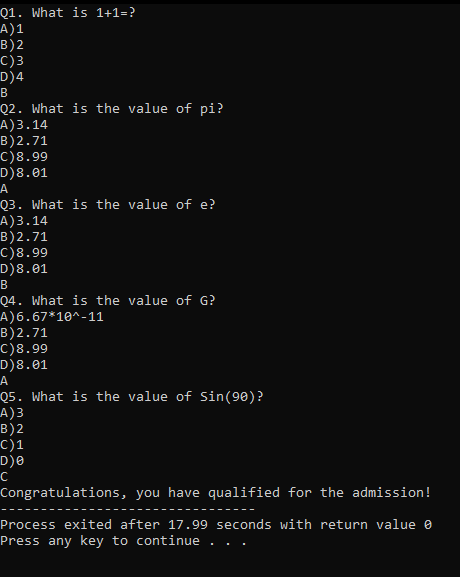 Q1. What is 1+1=?
A)1
B)2
C)3
D)4
B
Q2. What is the value of pi?
A)3.14
B)2.71
C)8.99
D)8.01
A
Q3. What is the value of e?
A)3.14
B)2.71
C)8.99
D)8.01
B
Q4. What is the value of G?
A)6.67*10^-11
B)2.71
C)8.99
D)8.01
A
Q5. What is the value of Sin(90)?
A)3
B)2
C)1
D)0
C
Congratulations, you have qualified for the admission!
--------------------------------
Process exited after 17.99 seconds with return value 0
Press any key to continue . . .